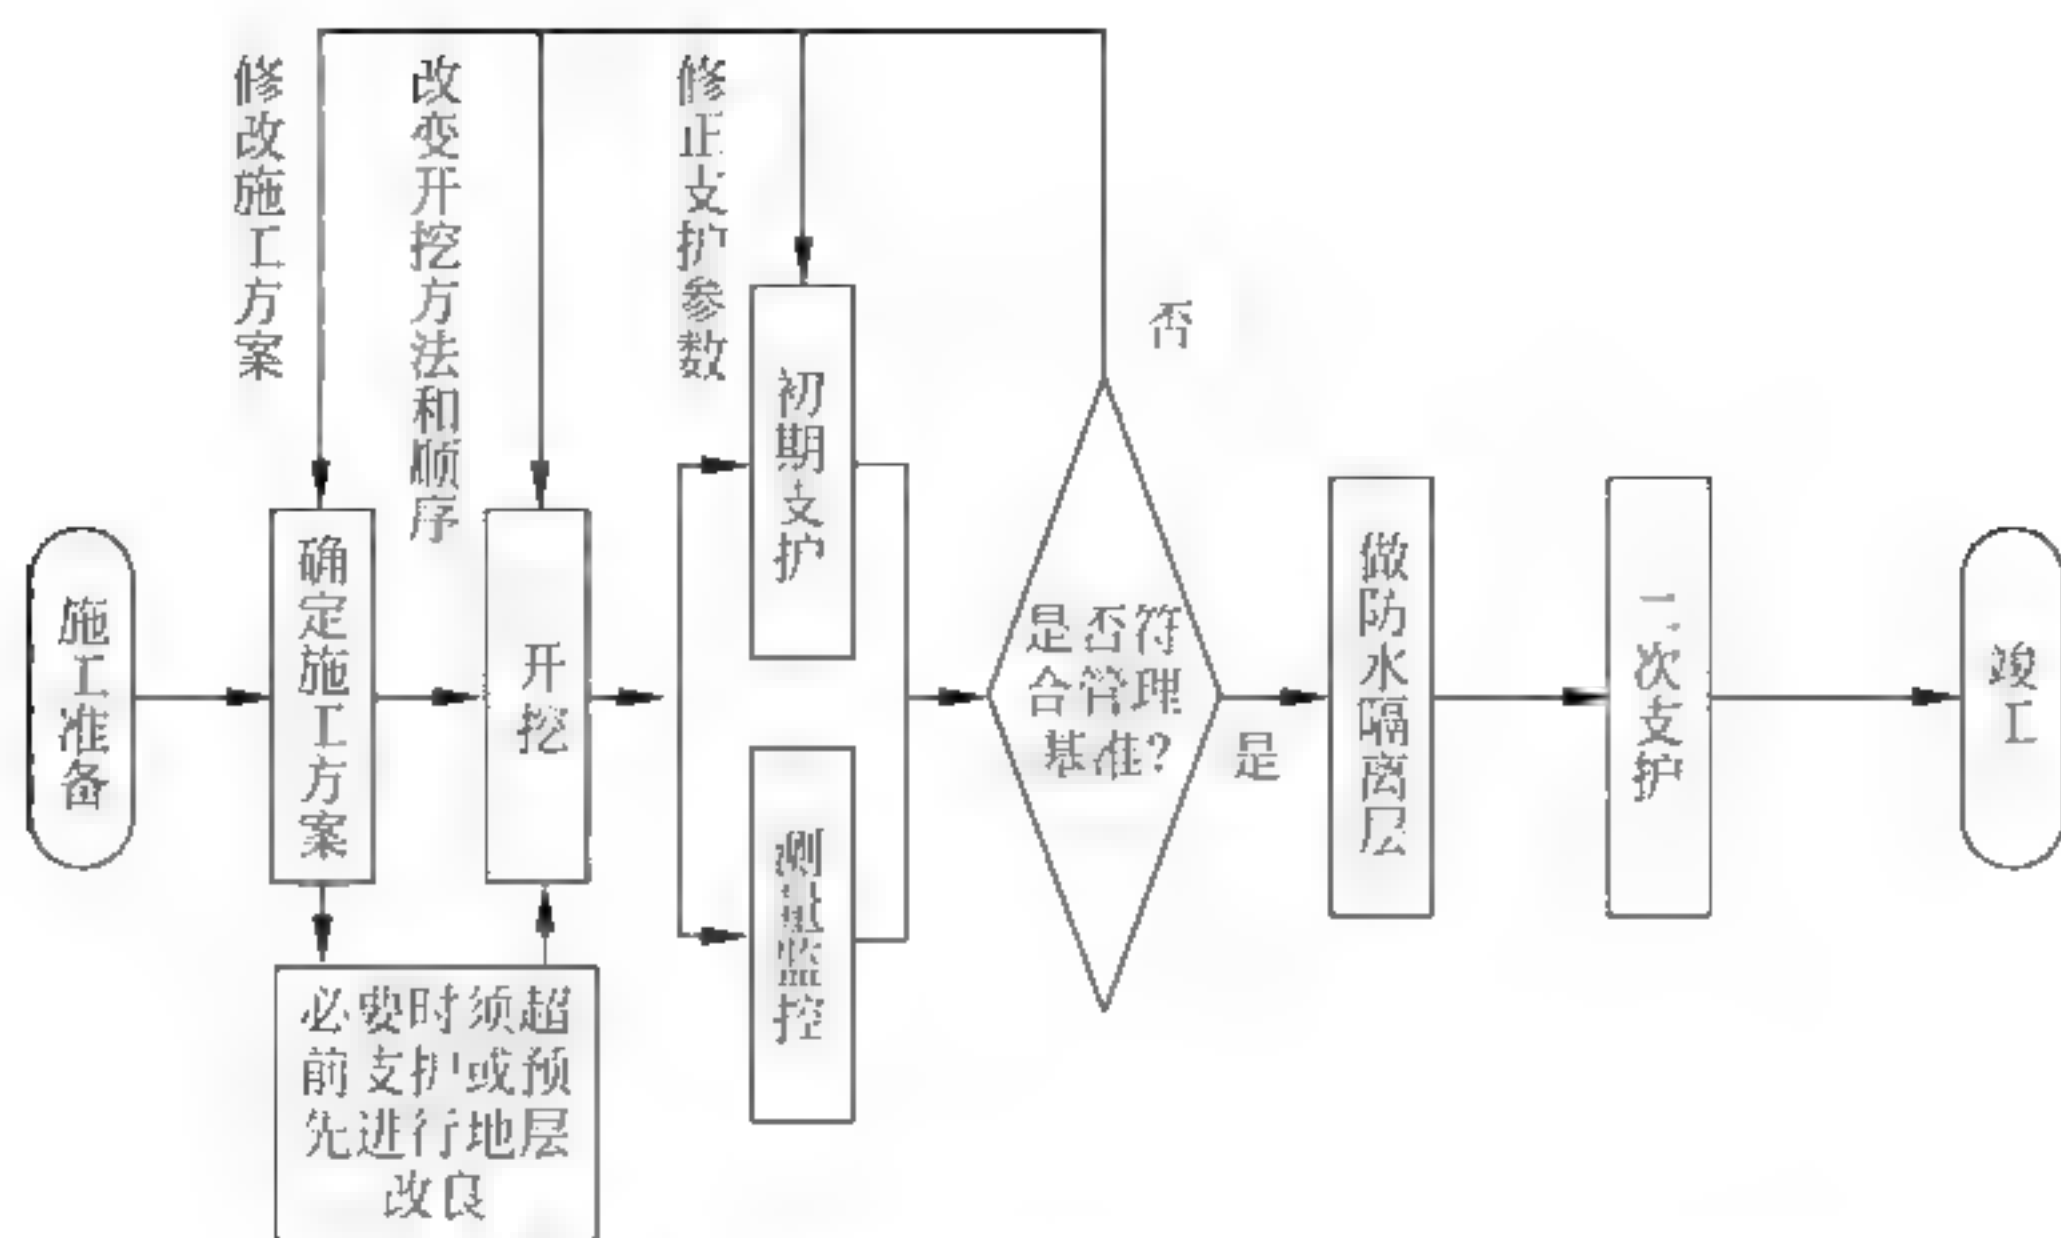 修改施工方案
改变开挖方法和顺序
修正支护参数
否
施工准备
确定施工方案
开挖
初期支护
测量监控
是否符
合管理
基准？
是
做防水隔离层
二次支护
竣工
必要时须超
前支护或预
先进行地层
改良